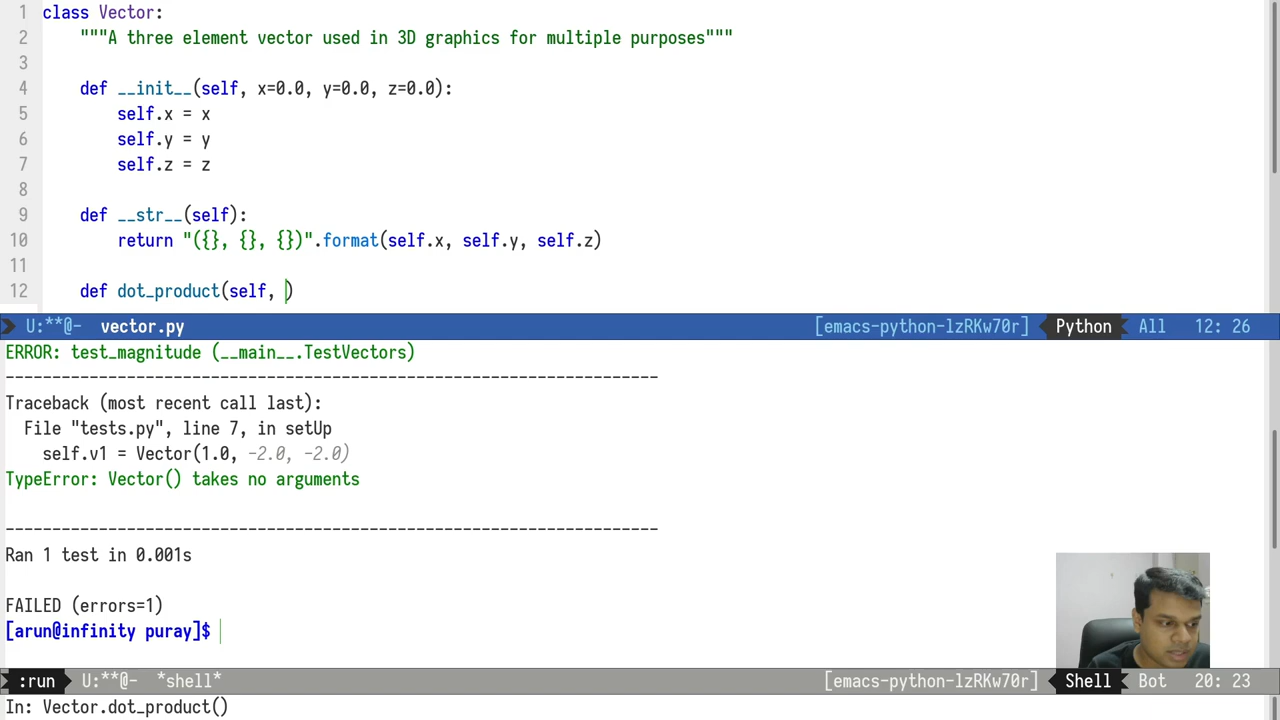 1 class Vector:
2 """A three element vector used in 3D graphics for multiple purposes"""
3
4 def __init__(self, x=0.0, y=0.0, z=0.0):
5 self.x = x
6 self.y = y
7 self.z = z
8
9 def __str__(self):
10 return "({}, {}, {})".format(self.x, self.y, self.z)
11
12 def dot_product(self, )
U:**@- vector.py [emacs-python-lzRKw70r] Python All 12: 26
ERROR: test_magnitude (__main__.TestVectors)
----------------------------------------------------------------------
Traceback (most recent call last):
File "tests.py", line 7, in setUp
self.v1 = Vector(1.0, -2.0, -2.0)
TypeError: Vector() takes no arguments
----------------------------------------------------------------------
Ran 1 test in 0.001s
FAILED (errors=1)
[arun@infinity puray]$
:run U:**@- *shell* [emacs-python-lzRKw70r] Shell Bot 20: 23
In: Vector.dot_product()